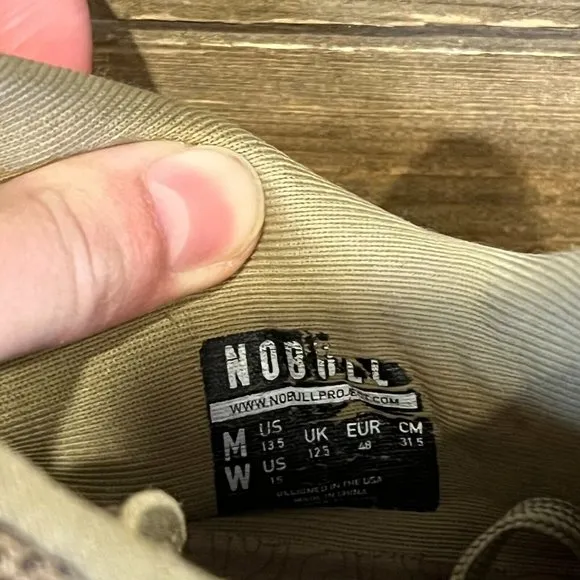 NOBULL
WWW.NOBULLPROJECT.COM
M US 13.5 UK 12.5 EUR 48 CM 31.5
W US 15
DESIGNED IN THE USA
MADE IN CHINA